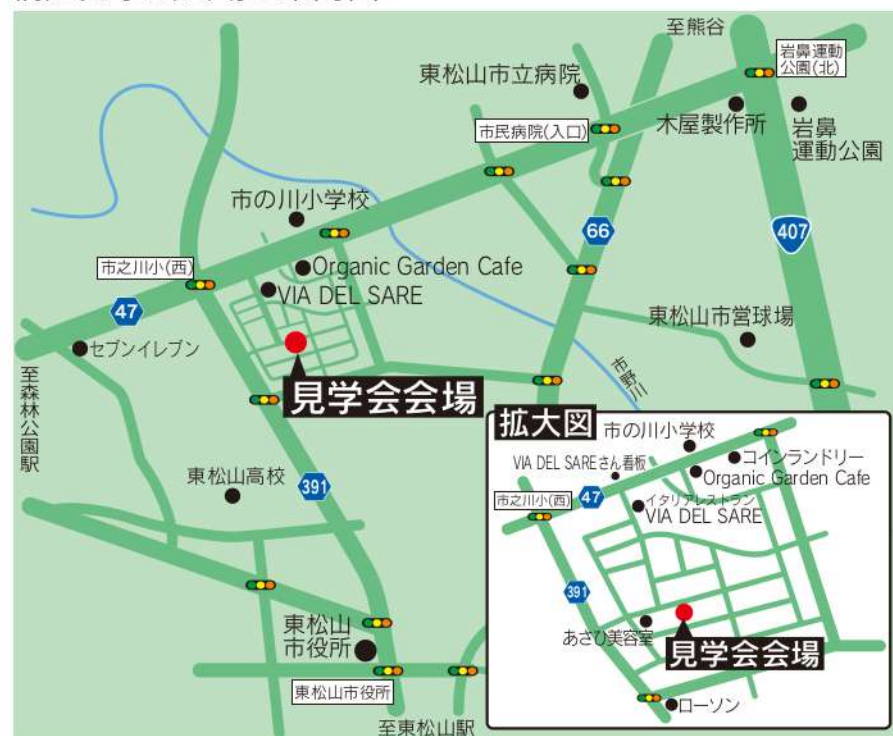 至熊谷
岩鼻運動
公園(北)
東松山市立病院
市民病院(入口)
木屋製作所
岩鼻
運動公園
市の川小学校
66
407
市之川小(西)
Organic Garden Cafe
VIA DEL SARE
47
東松山市営球場
セブンイレブン
市野川
至森林公園駅
見学会会場
東松山高校
391
東松山
市役所
東松山市役所
至東松山駅
拡大図
市の川小学校
コインランドリー
VIA DEL SAREさん看板
Organic Garden Cafe
市之川小(西)
47
イタリアレストラン
VIA DEL SARE
391
あさひ美容室
見学会会場
ローソン